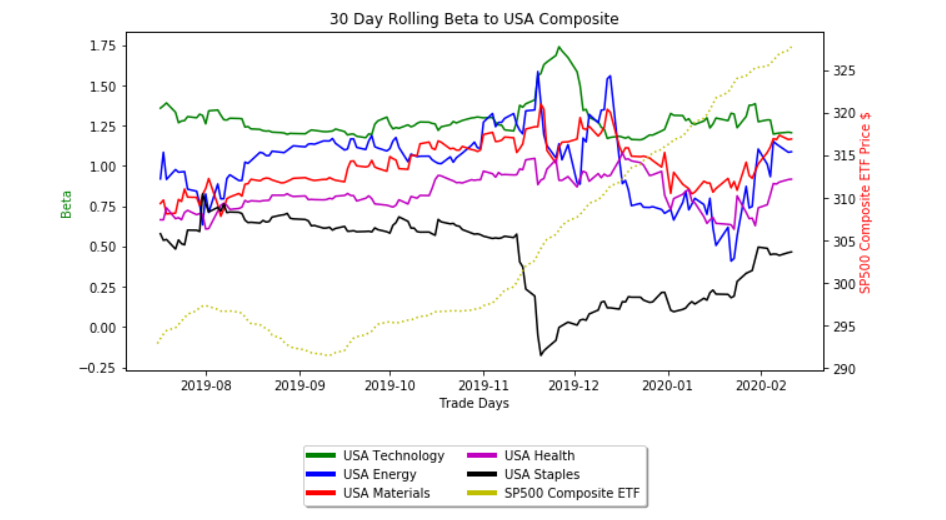 30 Day Rolling Beta to USA Composite
1.75
1.50
1.25
1.00
0.75
0.50
0.25
0.00
−0.25
Beta
325
320
315
310
305
300
295
290
SP500 Composite ETF Price $
2019-08 2019-09 2019-10 2019-11 2019-12 2020-01 2020-02
Trade Days
USA Technology
USA Energy
USA Materials
USA Health
USA Staples
SP500 Composite ETF